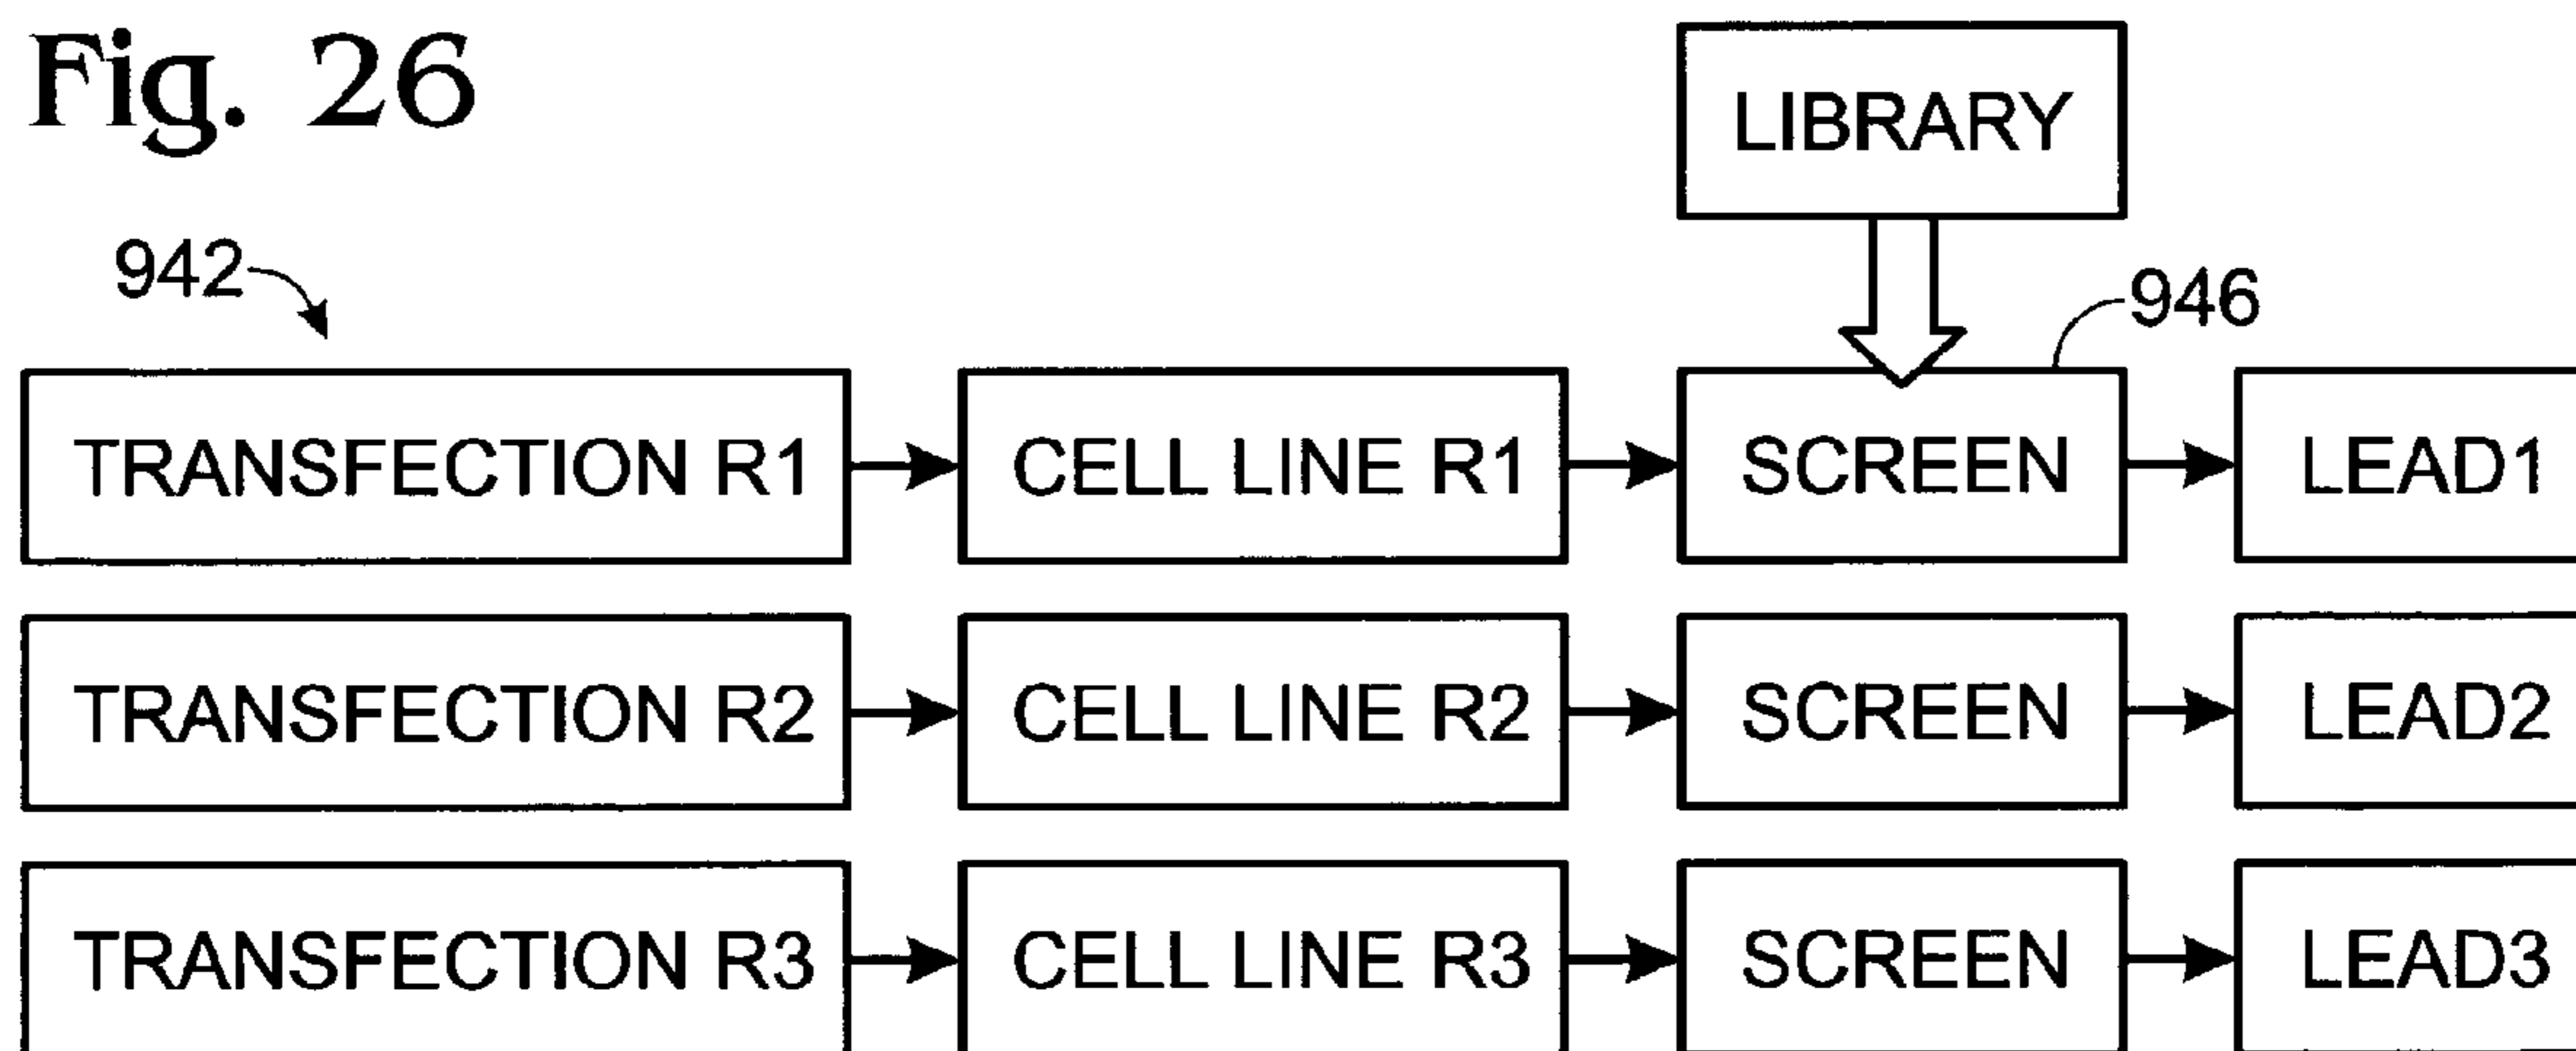 Fig. 26
LIBRARY
942
946
TRANSFECTION R1
CELL LINE R1
SCREEN
LEAD1
TRANSFECTION R2
CELL LINE R2
SCREEN
LEAD2
TRANSFECTION R3
CELL LINE R3
SCREEN
LEAD3